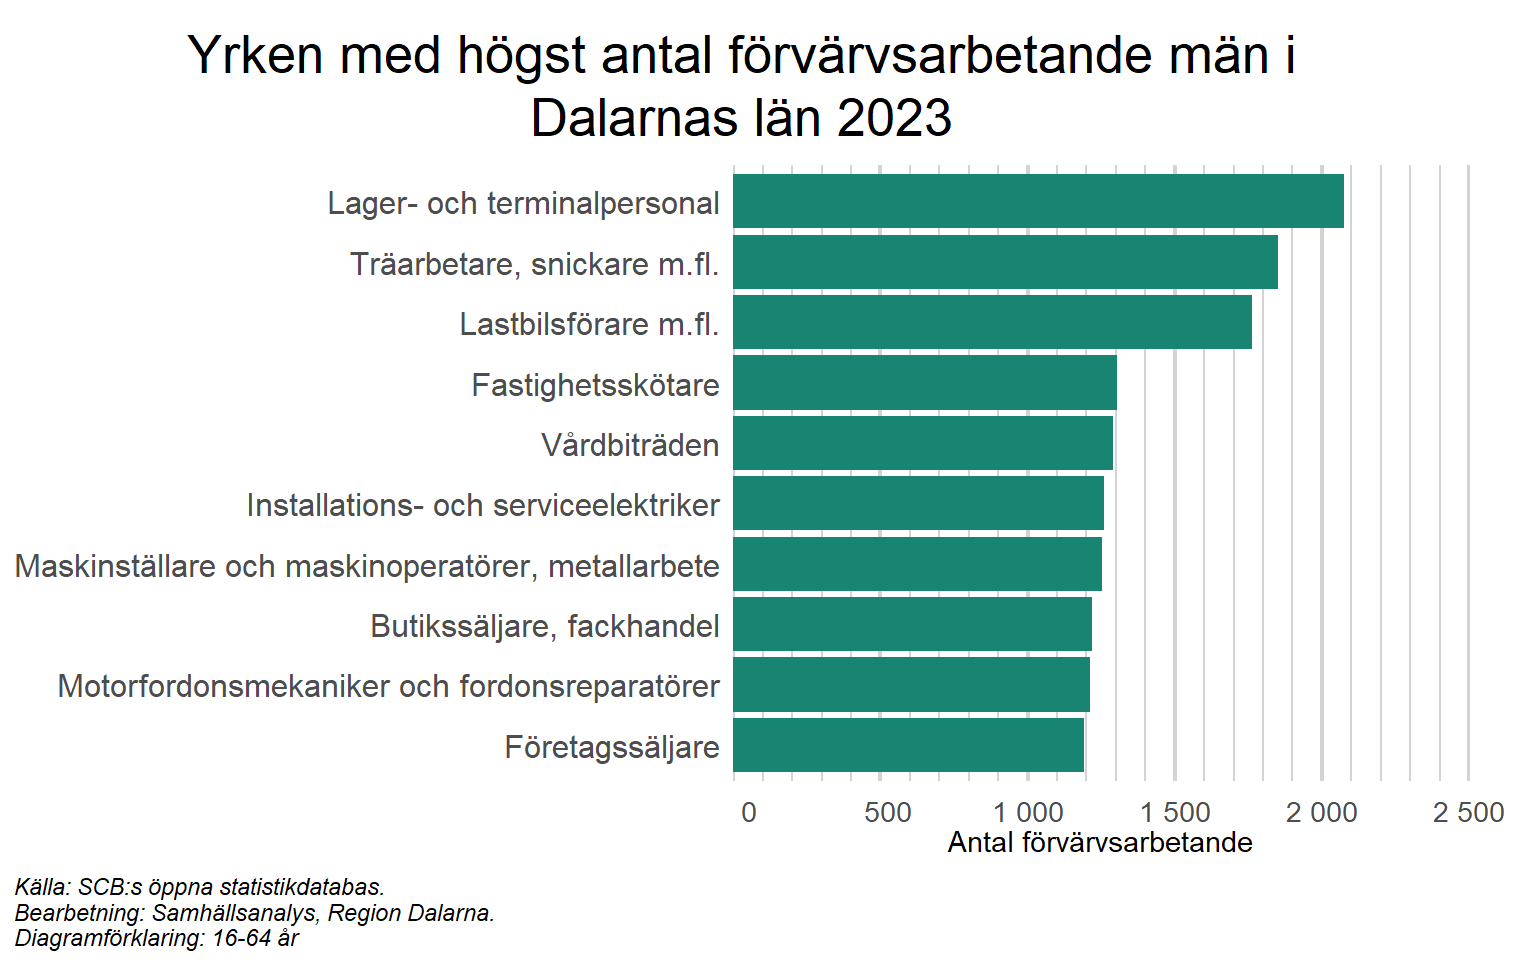 Yrken med högst antal förvärvsarbetande män i
Dalarnas län 2023
Lager- och terminalpersonal
Träarbetare, snickare m.fl.
Lastbilsförare m.fl.
Fastighetsskötare
Vårdbiträden
Installations- och serviceelektriker
Maskinställare och maskinoperatörer, metallarbete
Butikssäljare, fackhandel
Motorfordonsmekaniker och fordonsreparatörer
Företagssäljare
0 500 1 000 1 500 2 000 2 500
Antal förvärvsarbetande
Källa: SCB:s öppna statistikdatabas.
Bearbetning: Samhällsanalys, Region Dalarna.
Diagramförklaring: 16-64 år